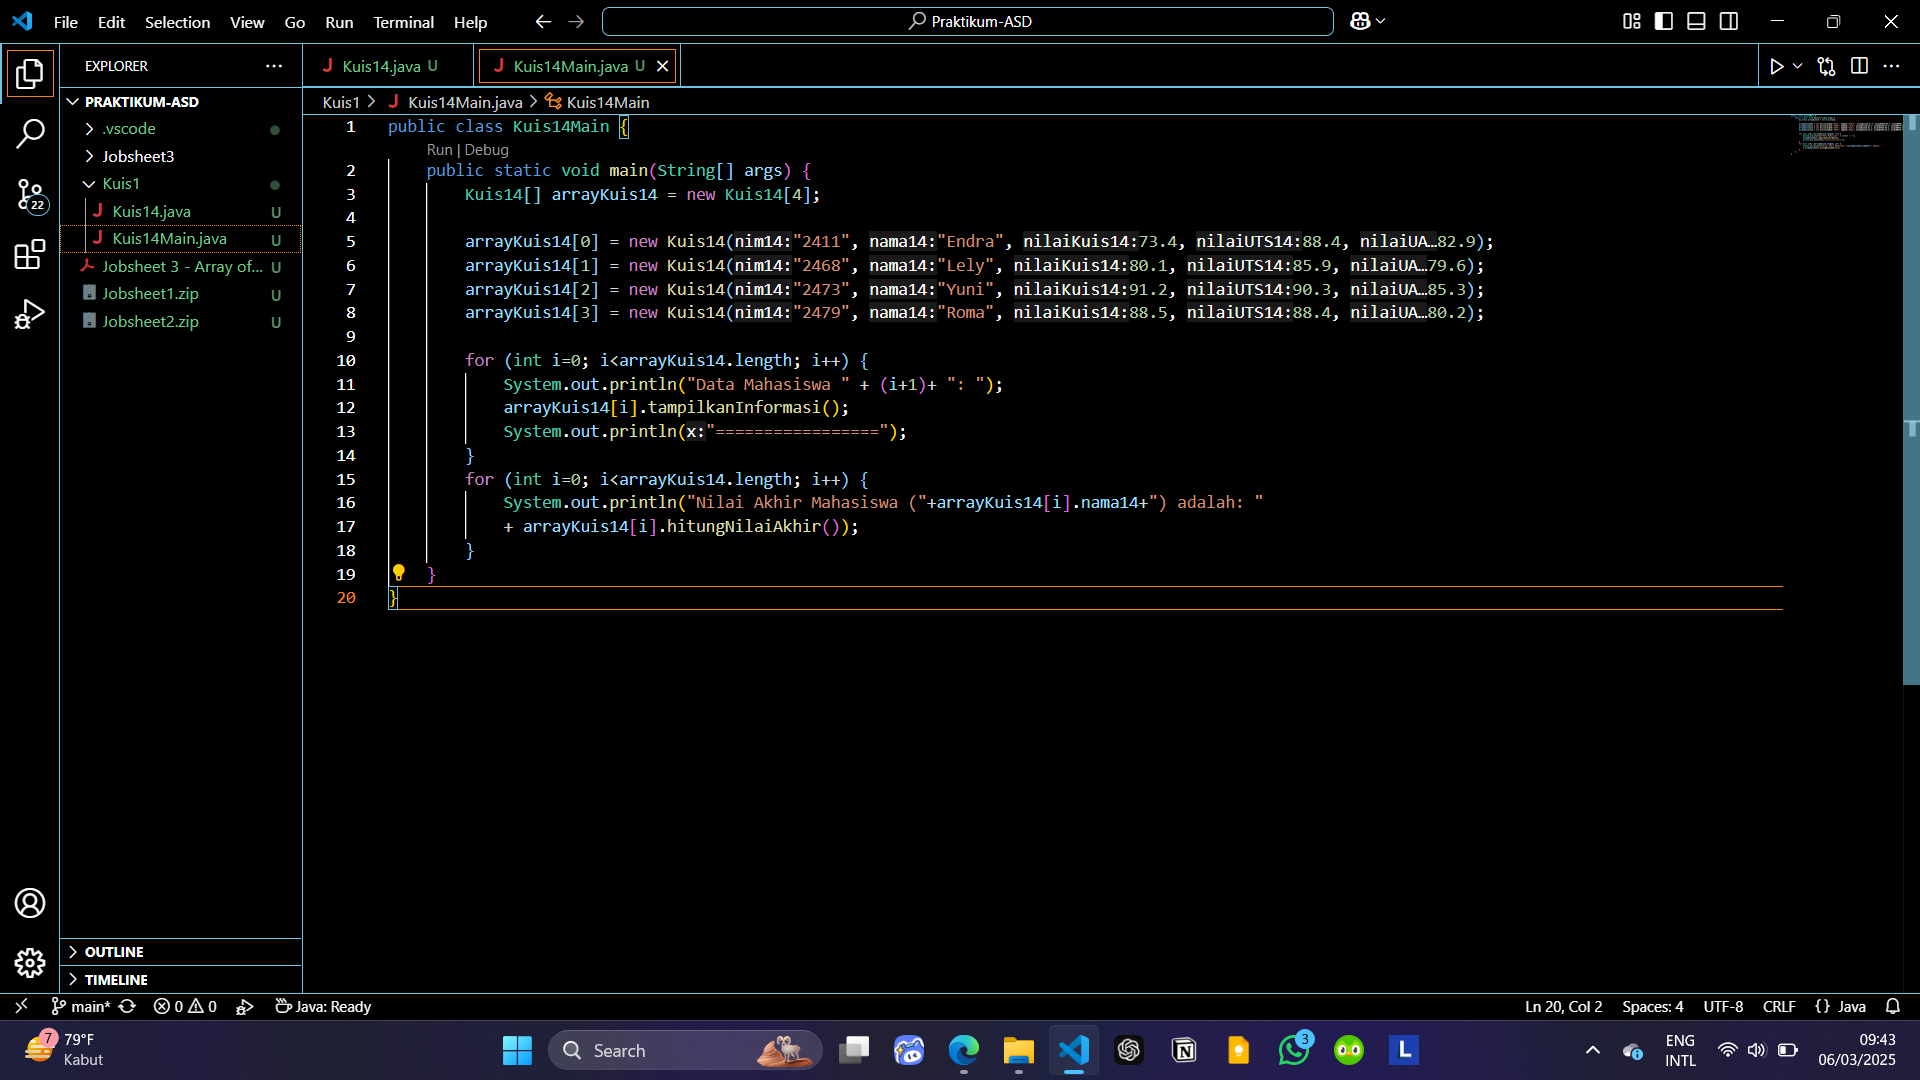 File Edit Selection View Go Run Terminal Help
Praktikum-ASD
EXPLORER
PRAKTIKUM-ASD
.vscode
Jobsheet3
Kuis1
Kuis14.java U
Kuis14Main.java U
Jobsheet 3 - Array of... U
Jobsheet1.zip U
Jobsheet2.zip U
22
OUTLINE
TIMELINE
Kuis14.java U
Kuis14Main.java U
Kuis1 > Kuis14Main.java > Kuis14Main
1 public class Kuis14Main {
Run | Debug
2 public static void main(String[] args) {
3 Kuis14[] arrayKuis14 = new Kuis14[4];
4
5 arrayKuis14[0] = new Kuis14(nim14:"2411", nama14:"Endra", nilaiKuis14:73.4, nilaiUTS14:88.4, nilaiUA…82.9);
6 arrayKuis14[1] = new Kuis14(nim14:"2468", nama14:"Lely", nilaiKuis14:80.1, nilaiUTS14:85.9, nilaiUA…79.6);
7 arrayKuis14[2] = new Kuis14(nim14:"2473", nama14:"Yuni", nilaiKuis14:91.2, nilaiUTS14:90.3, nilaiUA…85.3);
8 arrayKuis14[3] = new Kuis14(nim14:"2479", nama14:"Roma", nilaiKuis14:88.5, nilaiUTS14:88.4, nilaiUA…80.2);
9
10 for (int i=0; i<arrayKuis14.length; i++) {
11 System.out.println("Data Mahasiswa " + (i+1)+ ": ");
12 arrayKuis14[i].tampilkanInformasi();
13 System.out.println(x:"=================");
14 }
15 for (int i=0; i<arrayKuis14.length; i++) {
16 System.out.println("Nilai Akhir Mahasiswa ("+arrayKuis14[i].nama14+") adalah: "
17 + arrayKuis14[i].hitungNilaiAkhir());
18 }
19 }
20 }
main* 0 0 Java: Ready
Ln 20, Col 2 Spaces: 4 UTF-8 CRLF {} Java
7
79°F
Kabut
Search
3
L
ENG
INTL
09:43
06/03/2025